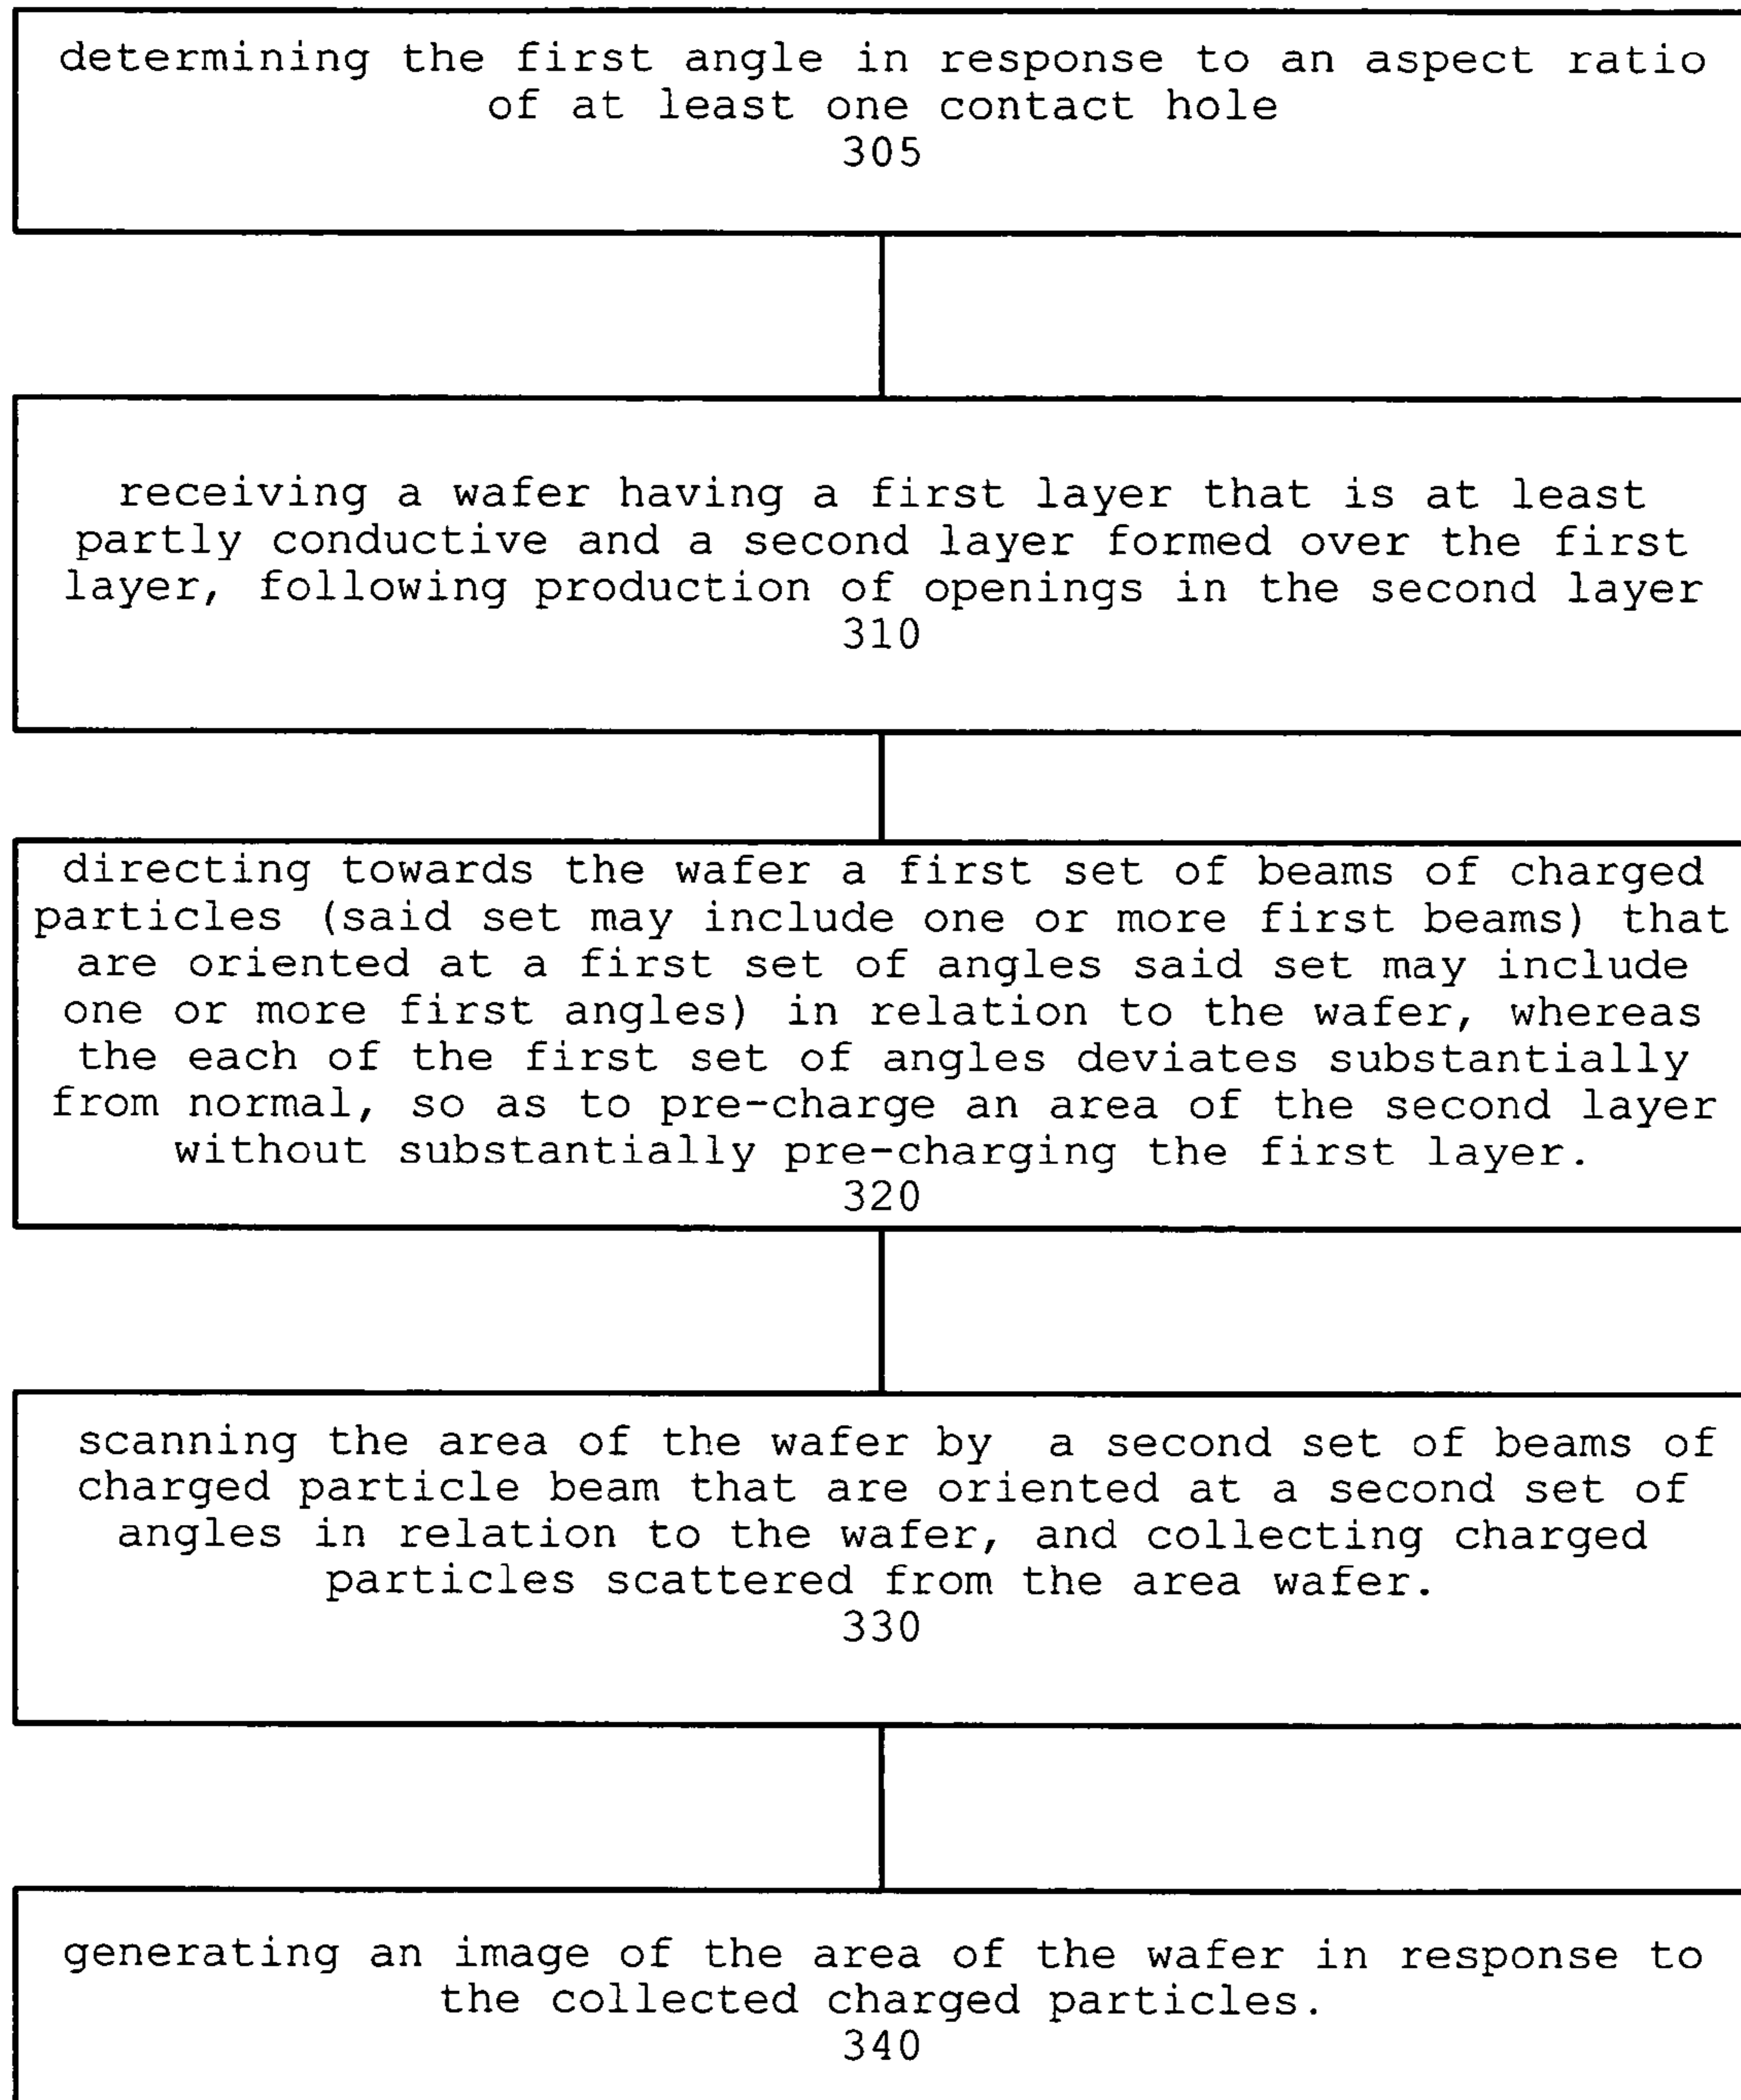 determining the first angle in response to an aspect ratio
of at least one contact hole
305
receiving a wafer having a first layer that is at least
partly conductive and a second layer formed over the first
layer, following production of openings in the second layer
310
directing towards the wafer a first set of beams of charged
particles (said set may include one or more first beams) that
are oriented at a first set of angles said set may include
one or more first angles) in relation to the wafer, whereas
the each of the first set of angles deviates substantially
from normal, so as to pre-charge an area of the second layer
without substantially pre-charging the first layer.
320
scanning the area of the wafer by a second set of beams of
charged particle beam that are oriented at a second set of
angles in relation to the wafer, and collecting charged
particles scattered from the area wafer.
330
generating an image of the area of the wafer in response to
the collected charged particles.
340